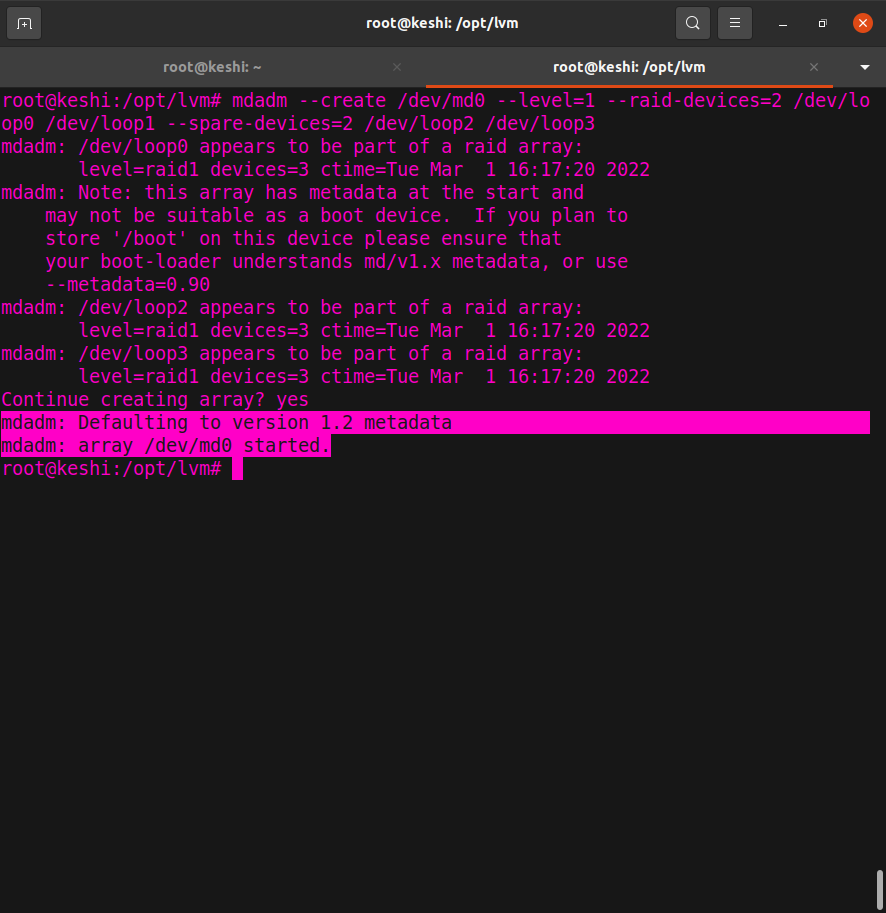 root@keshi: /opt/lvm
root@keshi: ~
root@keshi: /opt/lvm
root@keshi:/opt/lvm# mdadm --create /dev/md0 --level=1 --raid-devices=2 /dev/lo
op0 /dev/loop1 --spare-devices=2 /dev/loop2 /dev/loop3
mdadm: /dev/loop0 appears to be part of a raid array:
       level=raid1 devices=3 ctime=Tue Mar  1 16:17:20 2022
mdadm: Note: this array has metadata at the start and
    may not be suitable as a boot device.  If you plan to
    store '/boot' on this device please ensure that
    your boot-loader understands md/v1.x metadata, or use
    --metadata=0.90
mdadm: /dev/loop2 appears to be part of a raid array:
       level=raid1 devices=3 ctime=Tue Mar  1 16:17:20 2022
mdadm: /dev/loop3 appears to be part of a raid array:
       level=raid1 devices=3 ctime=Tue Mar  1 16:17:20 2022
Continue creating array? yes
mdadm: Defaulting to version 1.2 metadata
mdadm: array /dev/md0 started.
root@keshi:/opt/lvm#